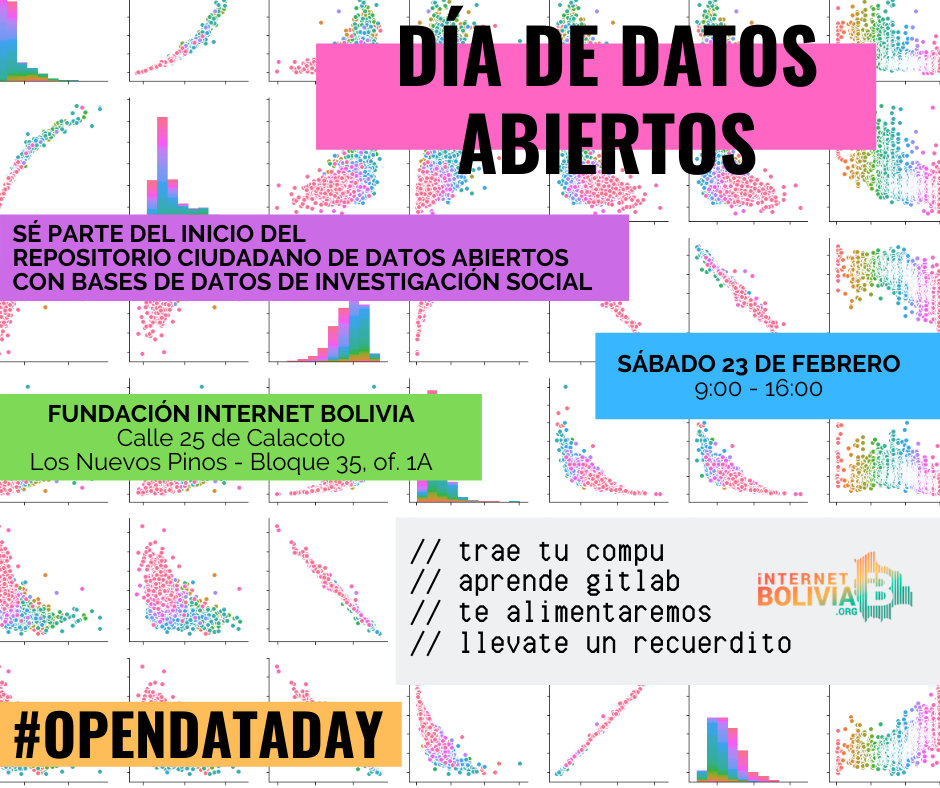 DÍA DE DATOS
ABIERTOS
SÉ PARTE DEL INICIO DEL
REPOSITORIO CIUDADANO DE DATOS ABIERTOS
CON BASES DE DATOS DE INVESTIGACIÓN SOCIAL
SÁBADO 23 DE FEBRERO
9:00 - 16:00
FUNDACIÓN INTERNET BOLIVIA
Calle 25 de Calacoto
Los Nuevos Pinos - Bloque 35, of. 1A
// trae tu compu
// aprende gitlab
// te alimentaremos
// llevate un recuerdito
iNTERNET
BOLIVIA
.ORG
B
#OPENDATADAY